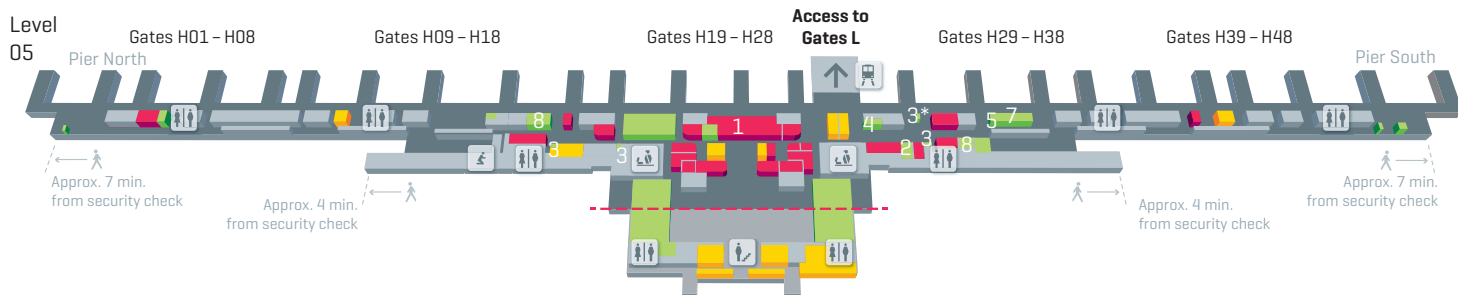 Level
05
Gates H01 – H08
Gates H09 – H18
Gates H19 – H28
Access to
Gates L
Gates H29 – H38
Gates H39 – H48
Pier North
Pier South
8
1
4
3*
5
7
3
3
2
3
8
Approx. 7 min.
from security check
Approx. 4 min.
from security check
Approx. 4 min.
from security check
Approx. 7 min.
from security check